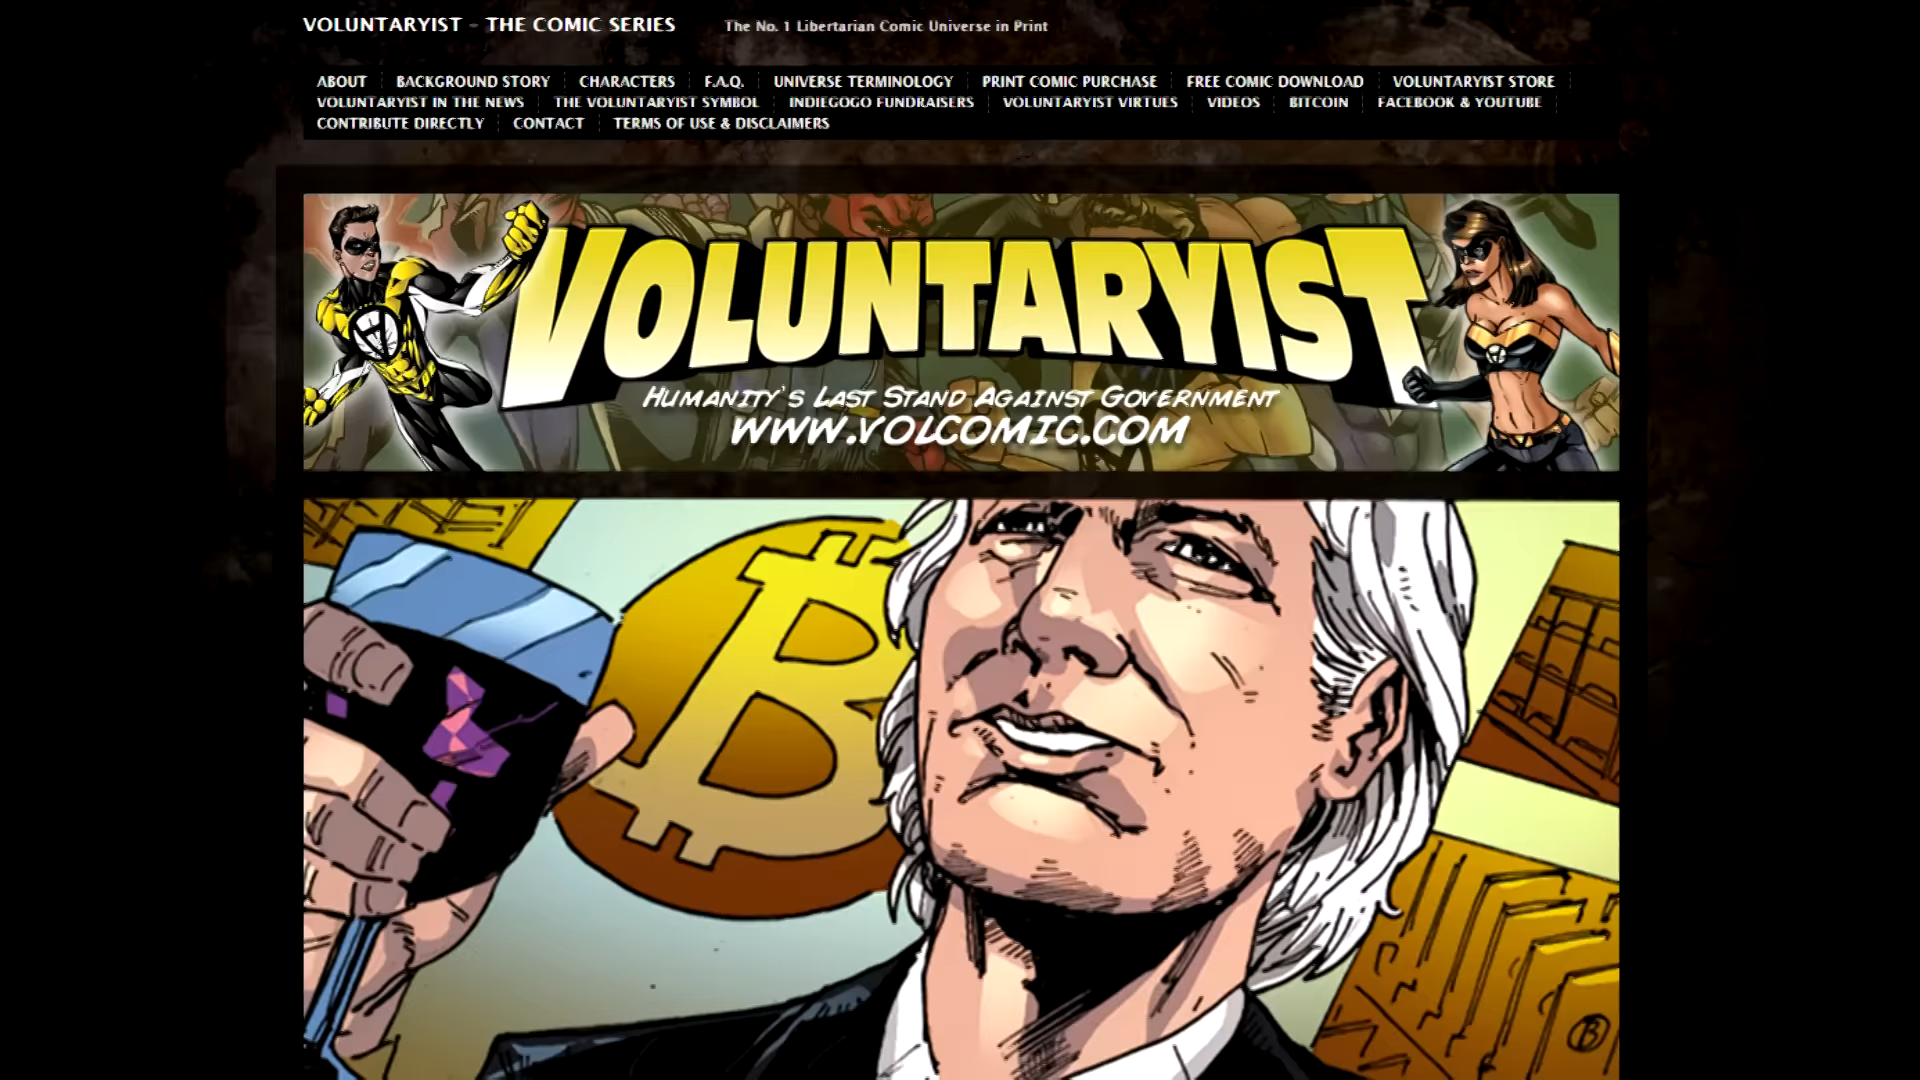 VOLUNTARYIST – THE COMIC SERIES The No. 1 Libertarian Comic Universe in Print
ABOUT BACKGROUND STORY CHARACTERS F.A.Q. UNIVERSE TERMINOLOGY PRINT COMIC PURCHASE FREE COMIC DOWNLOAD VOLUNTARYIST STORE
VOLUNTARYIST IN THE NEWS THE VOLUNTARYIST SYMBOL INDIEGOGO FUNDRAISERS VOLUNTARYIST VIRTUES VIDEOS BITCOIN FACEBOOK & YOUTUBE
CONTRIBUTE DIRECTLY CONTACT TERMS OF USE & DISCLAIMERS
VOLUNTARYIST
HUMANITY'S LAST STAND AGAINST GOVERNMENT
WWW.VOLCOMIC.COM